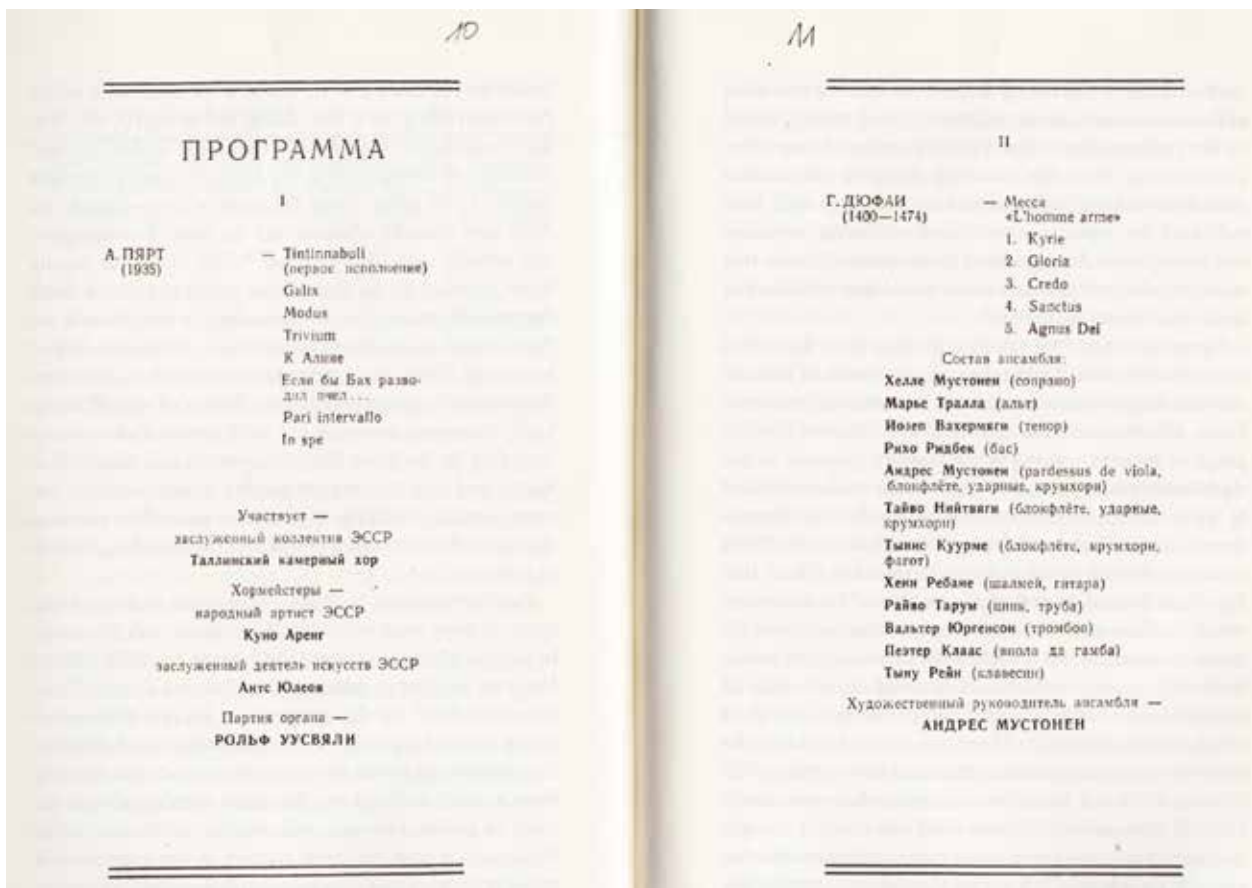 10
ПРОГРАММА
I
А. ПЯРТ — Tintinnabuli
(1935) (первое исполнение)
Galix
Modus
Trivium
К Алине
Если бы Бах разво-
дил пчел...
Pari intervallo
In spe
Участвует —
заслуженный коллектив ЭССР
Таллинский камерный хор
Хормейстеры —
народный артист ЭССР
Куно Аренг
заслуженный деятель искусств ЭССР
Антс Юлеоя
Партия органа —
РОЛЬФ УУСВЯЛИ
11
II
Г. ДЮФАИ — Месса
(1400—1474) «L'homme arme»
1. Kyrie
2. Gloria
3. Credo
4. Sanctus
5. Agnus Dei
Состав ансамбля:
Хелле Мустонен (сопрано)
Марье Тралла (альт)
Иозеп Вахермяги (тенор)
Рихо Ридбек (бас)
Андрес Мустонен (pardessus de viola,
блокфлёте, ударные, крумхорн)
Тайво Нийтвяги (блокфлёте, ударные,
крумхорн)
Тынис Куурме (блокфлёте, крумхорн,
фагот)
Хенн Ребане (шалмей, гитара)
Райво Тарум (цинк, труба)
Вальтер Юргенсон (тромбон)
Пеэтер Клаас (виола да гамба)
Тыну Рейн (клавесин)
Художественный руководитель ансамбля —
АНДРЕС МУСТОНЕН